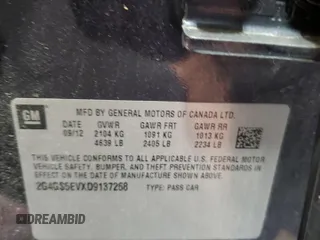 GM
MFD BY GENERAL MOTORS OF CANADA LTD.
DATE GVWR GAWR FRT GAWR RR
09/12 2104 KG 1091 KG 1013 KG
4639 LB 2405 LB 2234 LB
THIS VEHICLE CONFORMS TO ALL APPLICABLE U.S. FEDERAL MOTOR
VEHICLE SAFETY, BUMPER, AND THEFT PREVENTION STANDARDS
IN EFFECT ON THE DATE OF MANUFACTURE SHOWN ABOVE.
2G4GS5EVXD9137258 TYPE: PASS CAR